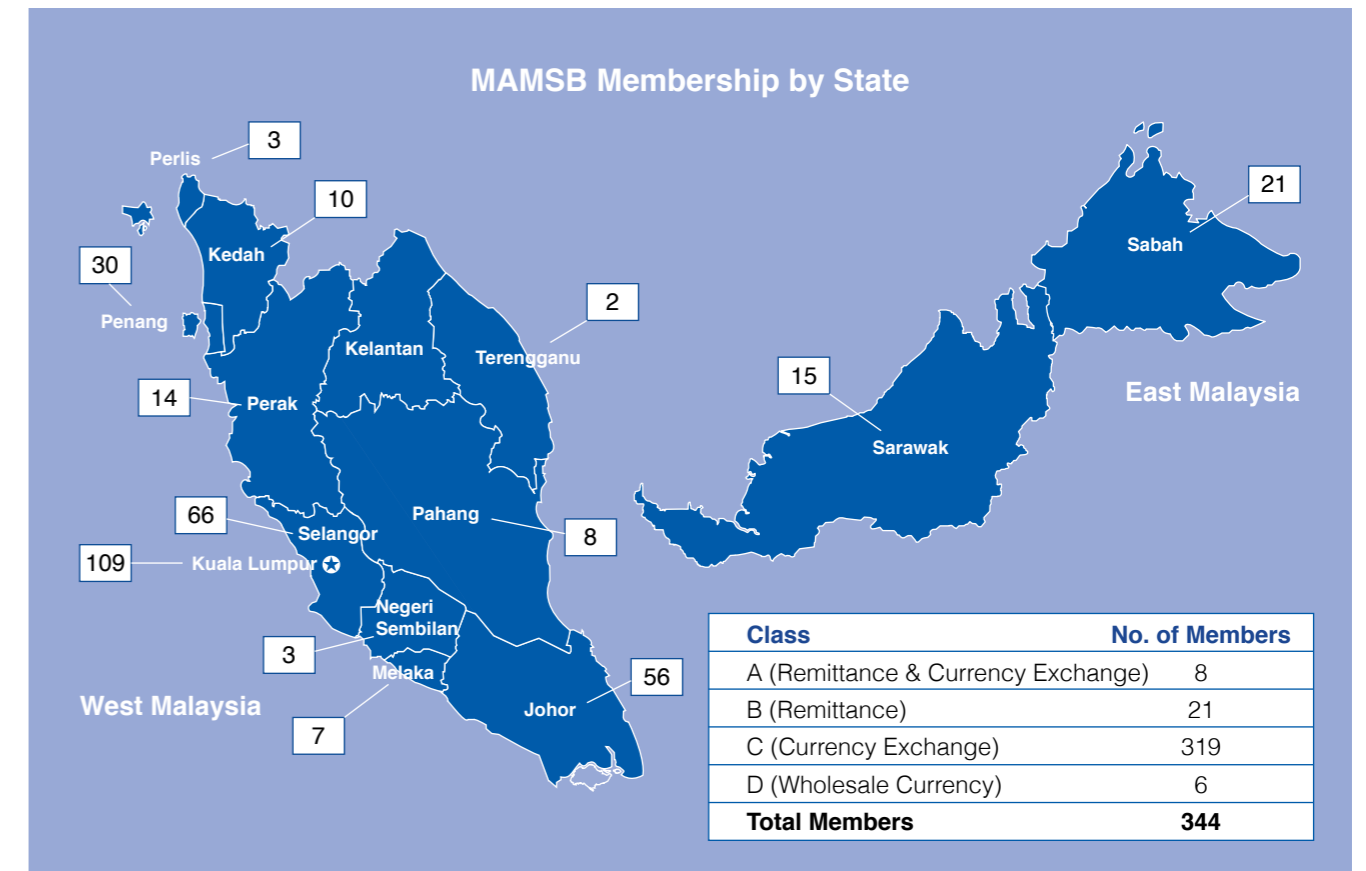 MAMSB Membership by State
3
Perlis
10
Kedah
30
Penang
2
Kelantan
Terengganu
14
Perak
66
Selangor
109
Kuala Lumpur
Pahang
8
Negeri
Sembilan
3
Melaka
7
West Malaysia
Johor
56
21
Sabah
15
Sarawak
East Malaysia
Class No. of Members
A (Remittance & Currency Exchange) 8
B (Remittance) 21
C (Currency Exchange) 319
D (Wholesale Currency) 6
Total Members 344